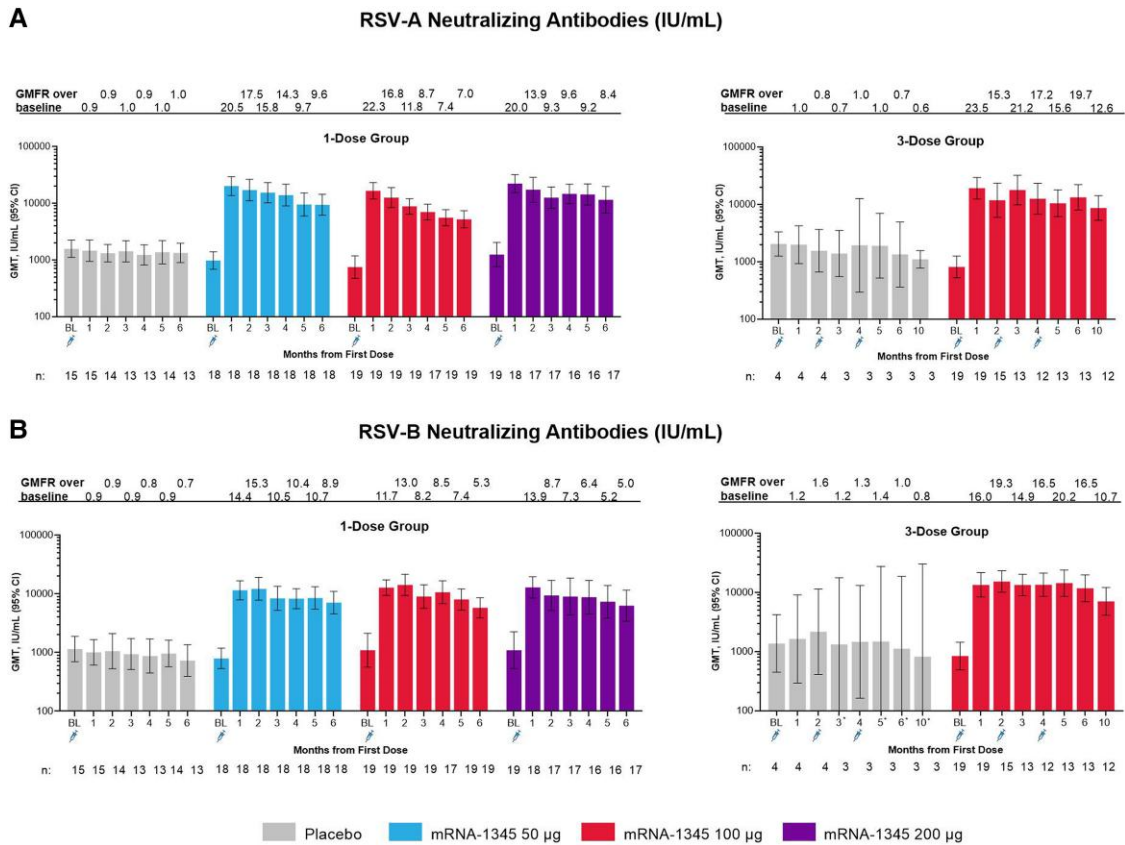 A
RSV-A Neutralizing Antibodies (IU/mL)
GMFR over 0.9 0.9 1.0 17.5 14.3 9.6 16.8 8.7 7.0 13.9 9.6 8.4
baseline 0.9 1.0 1.0 20.5 15.8 9.7 22.3 11.8 7.4 20.0 9.3 9.2
1-Dose Group
GMT, IU/mL (95% CI)
100000
10000
1000
100
BL 1 2 3 4 5 6 BL 1 2 3 4 5 6 BL 1 2 3 4 5 6 BL 1 2 3 4 5 6
Months from First Dose
n: 15 15 14 13 13 14 13 18 18 18 18 18 18 18 19 19 19 19 17 19 19 19 18 17 17 16 16 17
GMFR over 0.8 1.0 0.7 15.3 17.2 19.7
baseline 1.0 0.7 1.0 0.6 23.5 21.2 15.6 12.6
3-Dose Group
GMT, IU/mL (95% CI)
100000
10000
1000
100
BL 1 2 3 4 5 6 10 BL 1 2 3 4 5 6 10
Months from First Dose
n: 4 4 4 3 3 3 3 3 19 19 15 13 12 13 13 12
B
RSV-B Neutralizing Antibodies (IU/mL)
GMFR over 0.9 0.8 0.7 15.3 10.4 8.9 13.0 8.5 5.3 8.7 6.4 5.0
baseline 0.9 0.9 0.9 14.4 10.5 10.7 11.7 8.2 7.4 13.9 7.3 5.2
1-Dose Group
GMT, IU/mL (95% CI)
100000
10000
1000
100
BL 1 2 3 4 5 6 BL 1 2 3 4 5 6 BL 1 2 3 4 5 6 BL 1 2 3 4 5 6
Months from First Dose
n: 15 15 14 13 13 14 13 18 18 18 18 18 18 18 19 19 19 19 17 19 19 19 18 17 17 16 16 17
GMFR over 1.6 1.3 1.0 19.3 16.5 16.5
baseline 1.2 1.2 1.4 0.8 16.0 14.9 20.2 10.7
3-Dose Group
GMT, IU/mL (95% CI)
100000
10000
1000
100
BL 1 2 3* 4 5* 6* 10* BL 1 2 3 4 5 6 10
Months from First Dose
n: 4 4 4 3 3 3 3 3 19 19 15 13 12 13 13 12
Placebo mRNA-1345 50 µg mRNA-1345 100 µg mRNA-1345 200 µg